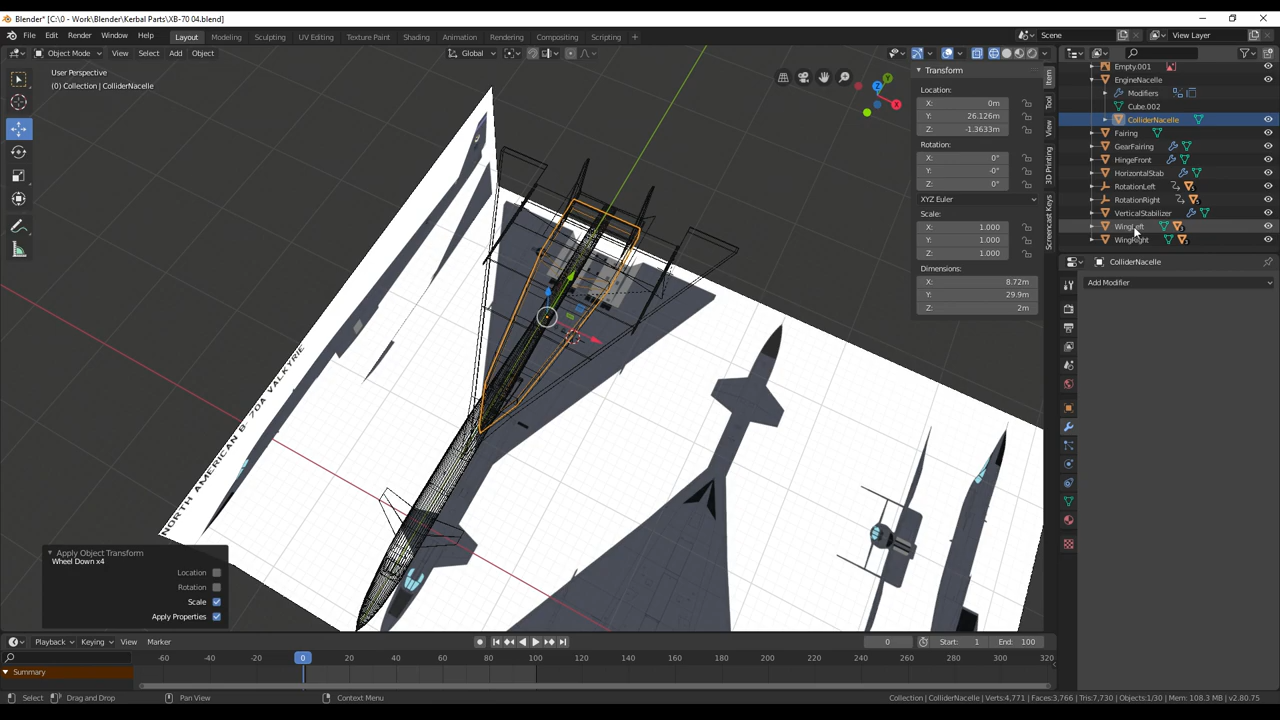 Blender* [C:\0 - Work\Blender\Kerbal Parts\XB-70 04.blend]
File Edit Render Window Help Layout Modeling Sculpting UV Editing Texture Paint Shading Animation Rendering Compositing Scripting + Scene View Layer
Object Mode View Select Add Object Global
User Perspective
(0) Collection | ColliderNacelle
Transform
Location:
X: 0m
Y: 26.126m
Z: -1.3633m
Rotation:
X: 0°
Y: -0°
Z: 0°
XYZ Euler
Scale:
X: 1.000
Y: 1.000
Z: 1.000
Dimensions:
X: 8.72m
Y: 29.9m
Z: 2m
Item
Tool
View
3D Printing
Screencast Keys
Empty.001
EngineNacelle
Modifiers
Cube.002
ColliderNacelle
Fairing
GearFairing
HingeFront
HorizontalStab
RotationLeft
RotationRight
VerticalStabilizer
WingLeft
WingRight
ColliderNacelle
Add Modifier
Apply Object Transform
Wheel Down x4
Location
Rotation
Scale
Apply Properties
Playback Keying View Marker 0 Start: 1 End: 100
-60 -40 -20 0 20 40 60 80 100 120 140 160 180 200 220 240 260 280 300 320
Summary
Select Box Select Pan View Context Menu
Collection | ColliderNacelle | Verts:4,771 | Faces:3,766 | Tris:7,730 | Objects:1/30 | Mem: 108.3 MB | v2.80.75